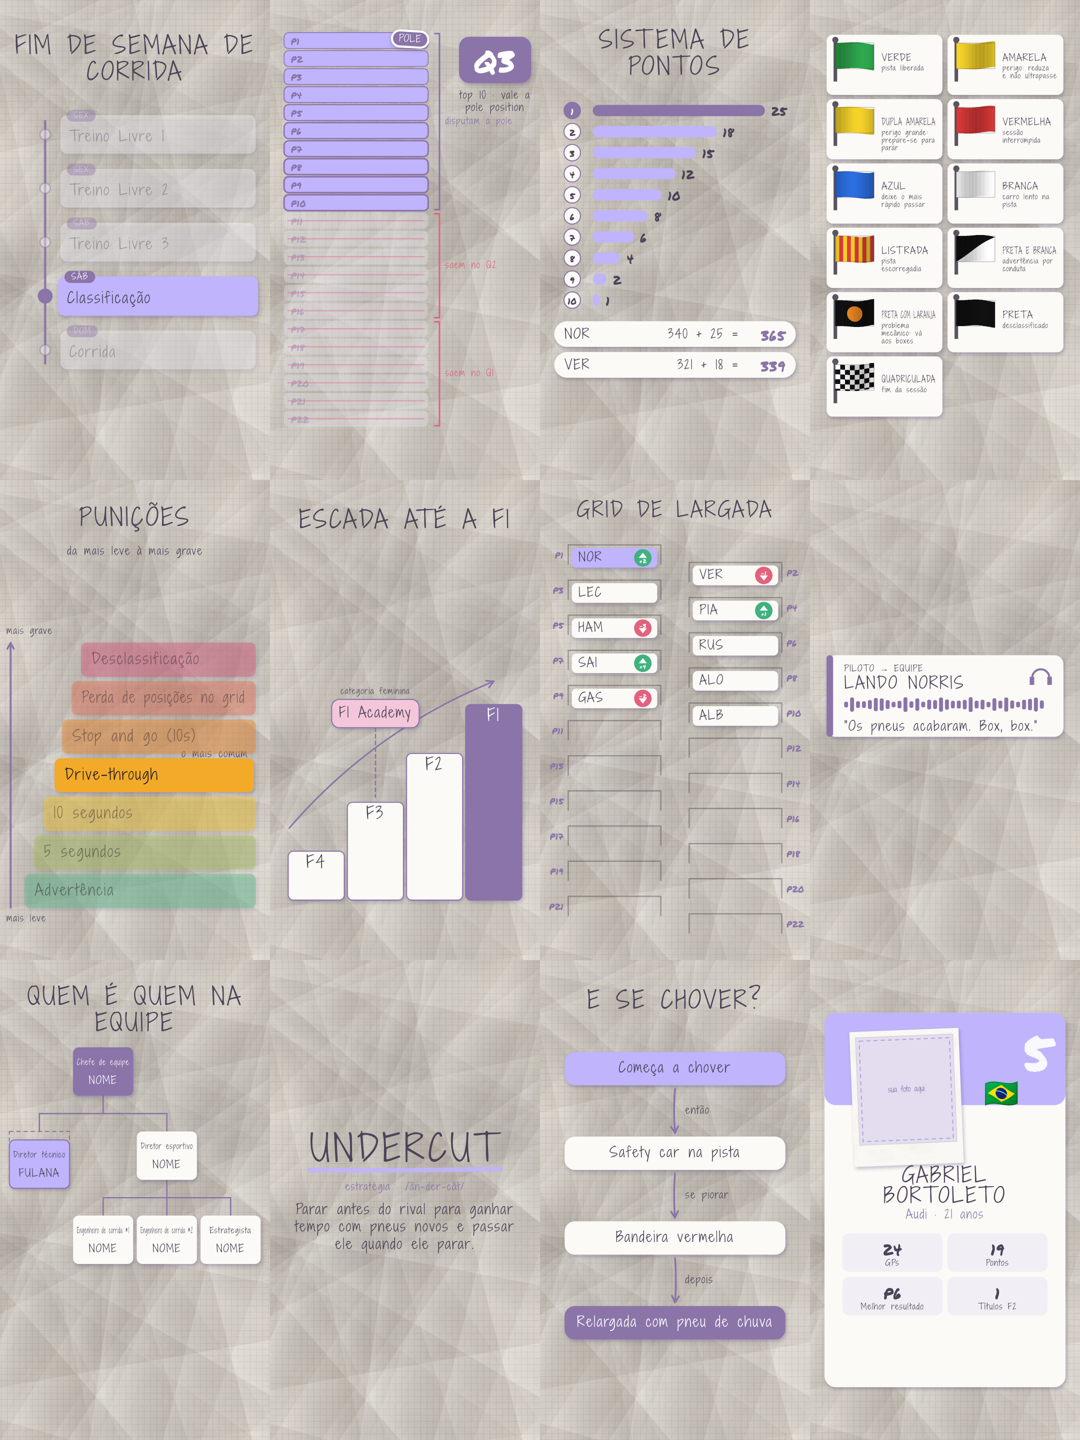 FIM DE SEMANA DE
CORRIDA
SEX
Treino Livre 1
SEX
Treino Livre 2
SAB
Treino Livre 3
SAB
Classificação
DOM
Corrida
P1
POLE
P2
P3
P4
P5
P6
P7
P8
P9
P10
P11
P12
P13
P14
P15
P16
P17
P18
P19
P20
P21
P22
Q3
top 10 · vale a
pole position
disputam a pole
saem no Q2
saem no Q1
SISTEMA DE
PONTOS
1 25
2 18
3 15
4 12
5 10
6 8
7 6
8 4
9 2
10 1
NOR 340 + 25 = 365
VER 321 + 18 = 339
VERDE
pista liberada
AMARELA
perigo: reduza
e não ultrapasse
DUPLA AMARELA
perigo grande:
prepare-se para
parar
VERMELHA
sessão
interrompida
AZUL
deixe o mais
rápido passar
BRANCA
carro lento na
pista
LISTRADA
pista
escorregadia
PRETA E BRANCA
advertência por
conduta
PRETA COM LARANJA
problema
mecânico: vá
aos boxes
PRETA
desclassificado
QUADRICULADA
fim da sessão
PUNIÇÕES
da mais leve à mais grave
mais grave
Desclassificação
Perda de posições no grid
Stop and go (10s)
o mais comum
Drive-through
10 segundos
5 segundos
Advertência
mais leve
ESCADA ATÉ A F1
categoria feminina
F1 Academy
F4
F3
F2
F1
GRID DE LARGADA
P1 NOR
VER P2
P3 LEC
PIA P4
P5 HAM
RUS P6
P7 SAI
ALO P8
P9 GAS
ALB P10
P11
P12
P13
P14
P15
P16
P17
P18
P19
P20
P21
P22
PILOTO → EQUIPE
LANDO NORRIS
"Os pneus acabaram. Box, box."
QUEM É QUEM NA
EQUIPE
Chefe de equipe
NOME
Diretor técnico
FULANA
Diretor esportivo
NOME
Engenheiro de corrida #1
NOME
Engenheiro de corrida #2
NOME
Estrategista
NOME
UNDERCUT
estratégia /ân-der-cât/
Parar antes do rival para ganhar
tempo com pneus novos e passar
ele quando ele parar.
E SE CHOVER?
Começa a chover
então
Safety car na pista
se piorar
Bandeira vermelha
depois
Relargada com pneu de chuva
sua foto aqui
5
GABRIEL
BORTOLETO
Audi · 21 anos
24
GPs
19
Pontos
P6
Melhor resultado
1
Títulos F2